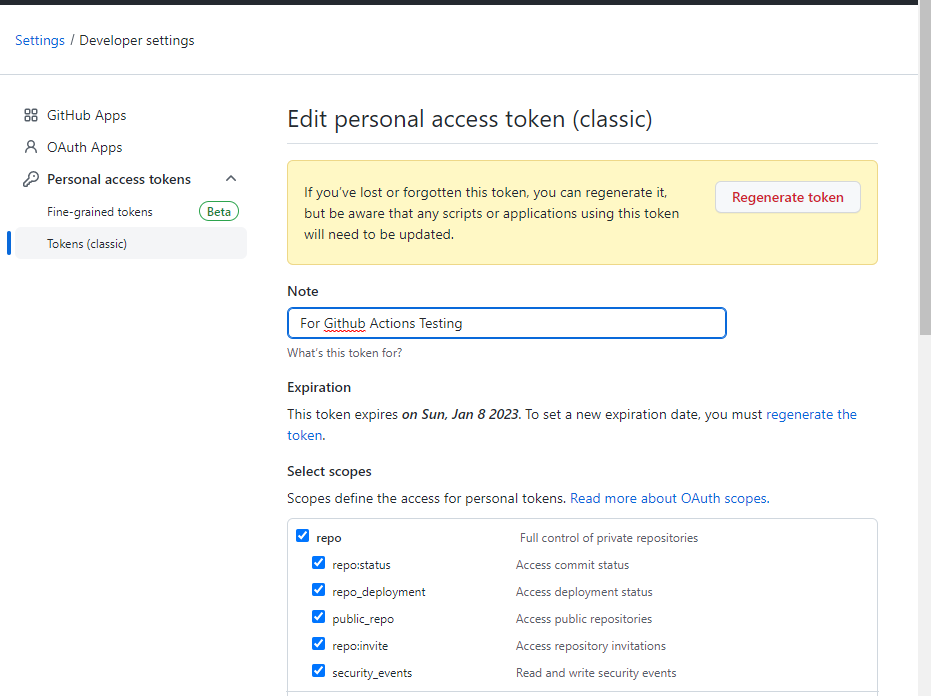 Settings / Developer settings
GitHub Apps
OAuth Apps
Personal access tokens
Fine-grained tokens Beta
Tokens (classic)
Edit personal access token (classic)
If you've lost or forgotten this token, you can regenerate it,
but be aware that any scripts or applications using this token
will need to be updated.
Regenerate token
Note
For Github Actions Testing
What's this token for?
Expiration
This token expires on Sun, Jan 8 2023. To set a new expiration date, you must regenerate the
token.
Select scopes
Scopes define the access for personal tokens. Read more about OAuth scopes.
repo Full control of private repositories
repo:status Access commit status
repo_deployment Access deployment status
public_repo Access public repositories
repo:invite Access repository invitations
security_events Read and write security events